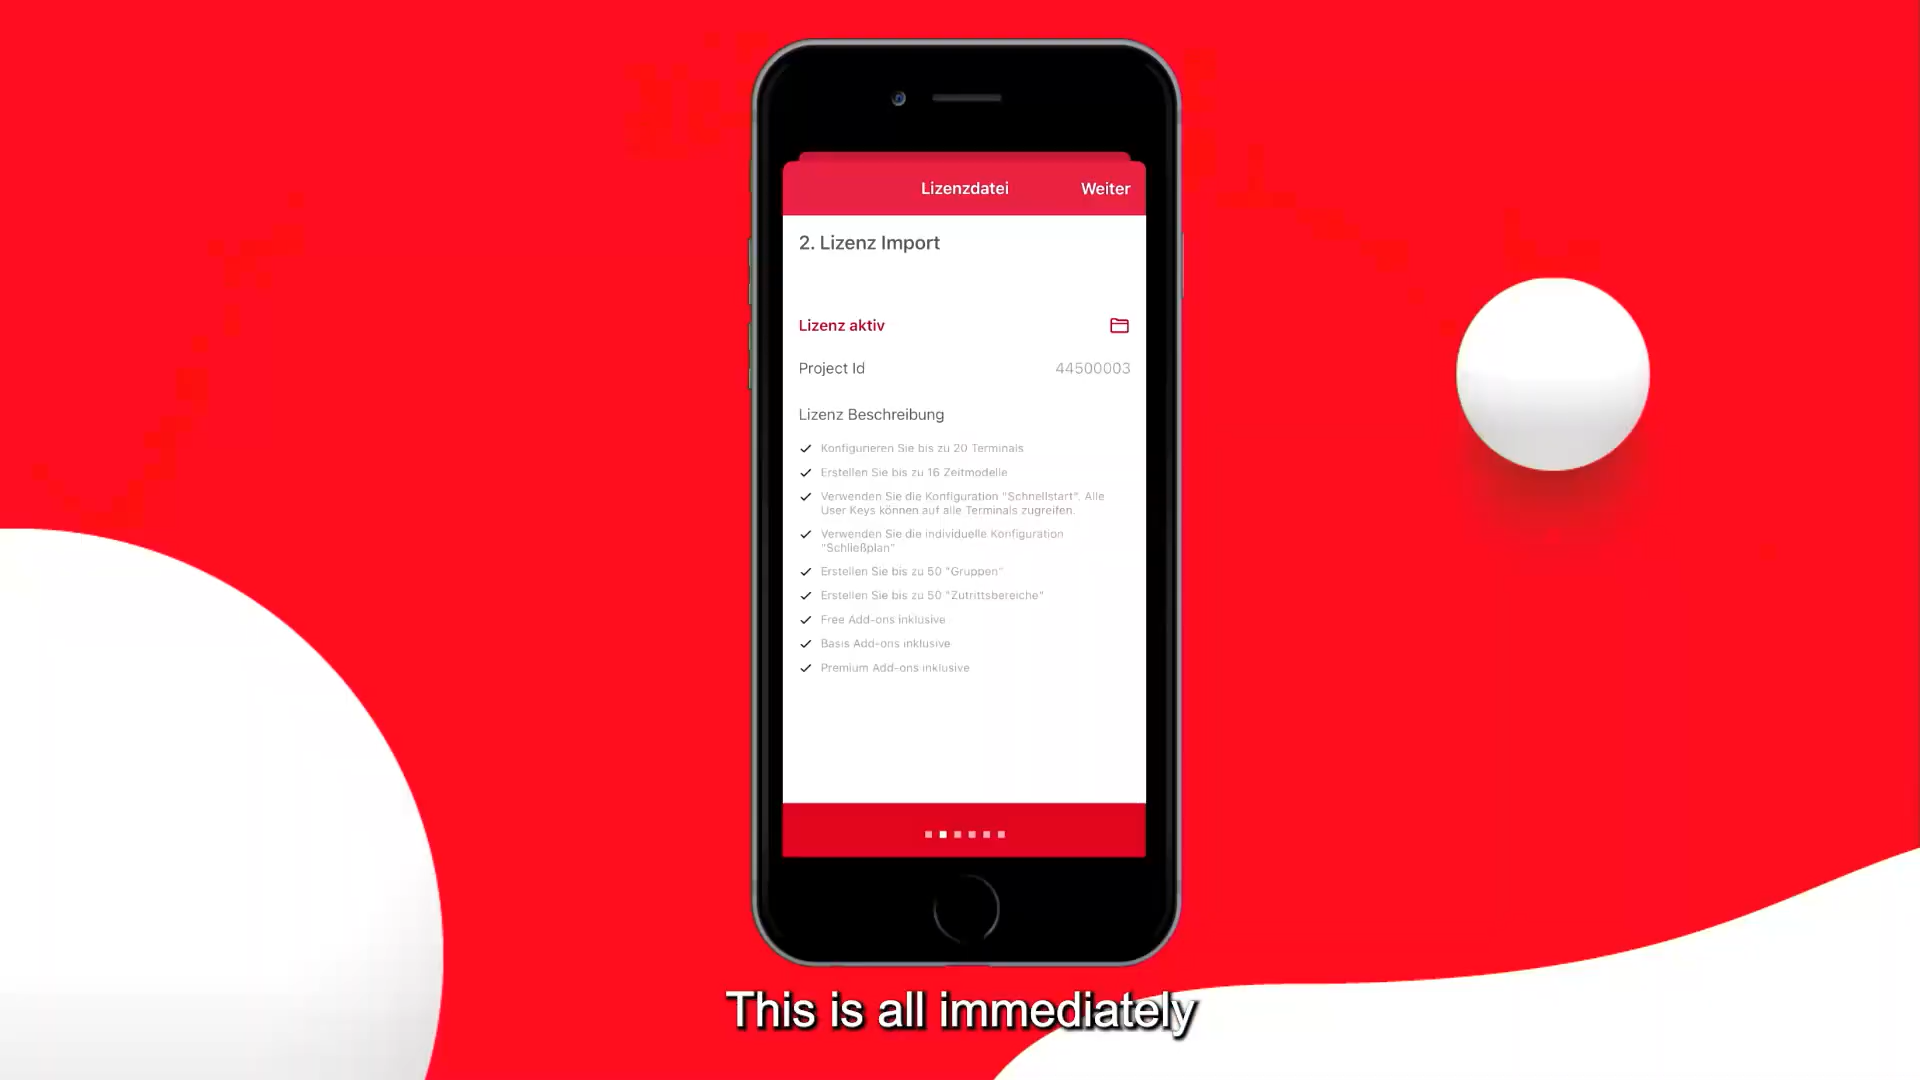 Lizenzdatei
Weiter
2. Lizenz Import
Lizenz aktiv
Project Id
44500003
Lizenz Beschreibung
Konfigurieren Sie bis zu 20 Terminals
Erstellen Sie bis zu 16 Zeitmodelle
Verwenden Sie die Konfiguration "Schnellstart". Alle
User Keys können auf alle Terminals zugreifen.
Verwenden Sie die individuelle Konfiguration
"Schließplan"
Erstellen Sie bis zu 50 "Gruppen"
Erstellen Sie bis zu 50 "Zutrittsbereiche"
Free Add-ons inklusive
Basis Add-ons inklusive
Premium Add-ons inklusive
This is all immediately